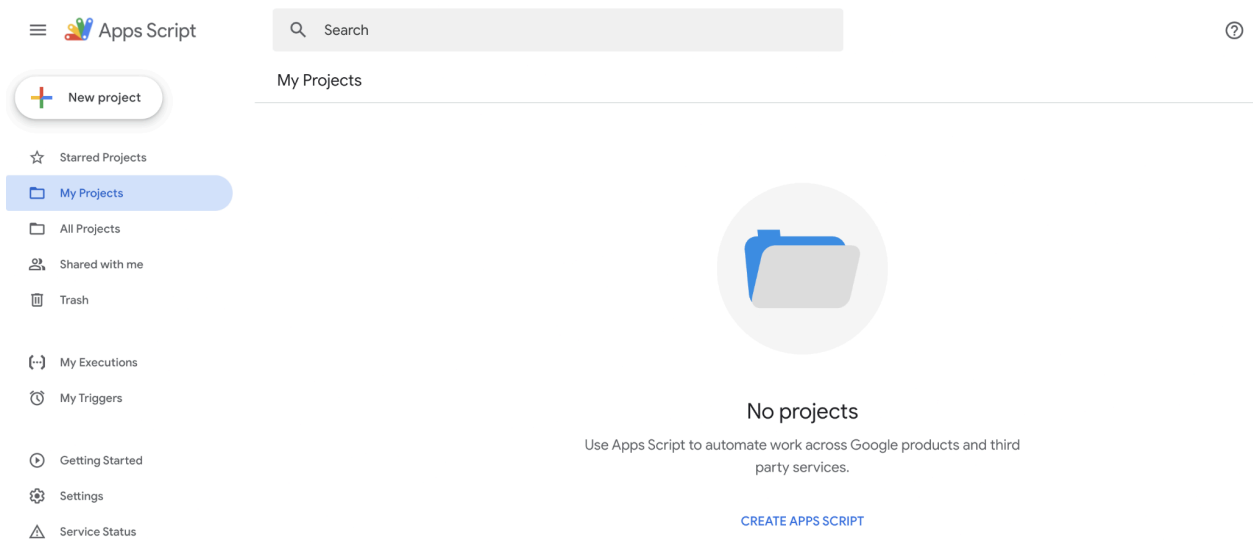 Apps Script
Search
My Projects
New project
Starred Projects
My Projects
All Projects
Shared with me
Trash
My Executions
My Triggers
Getting Started
Settings
Service Status
No projects
Use Apps Script to automate work across Google products and third
party services.
CREATE APPS SCRIPT